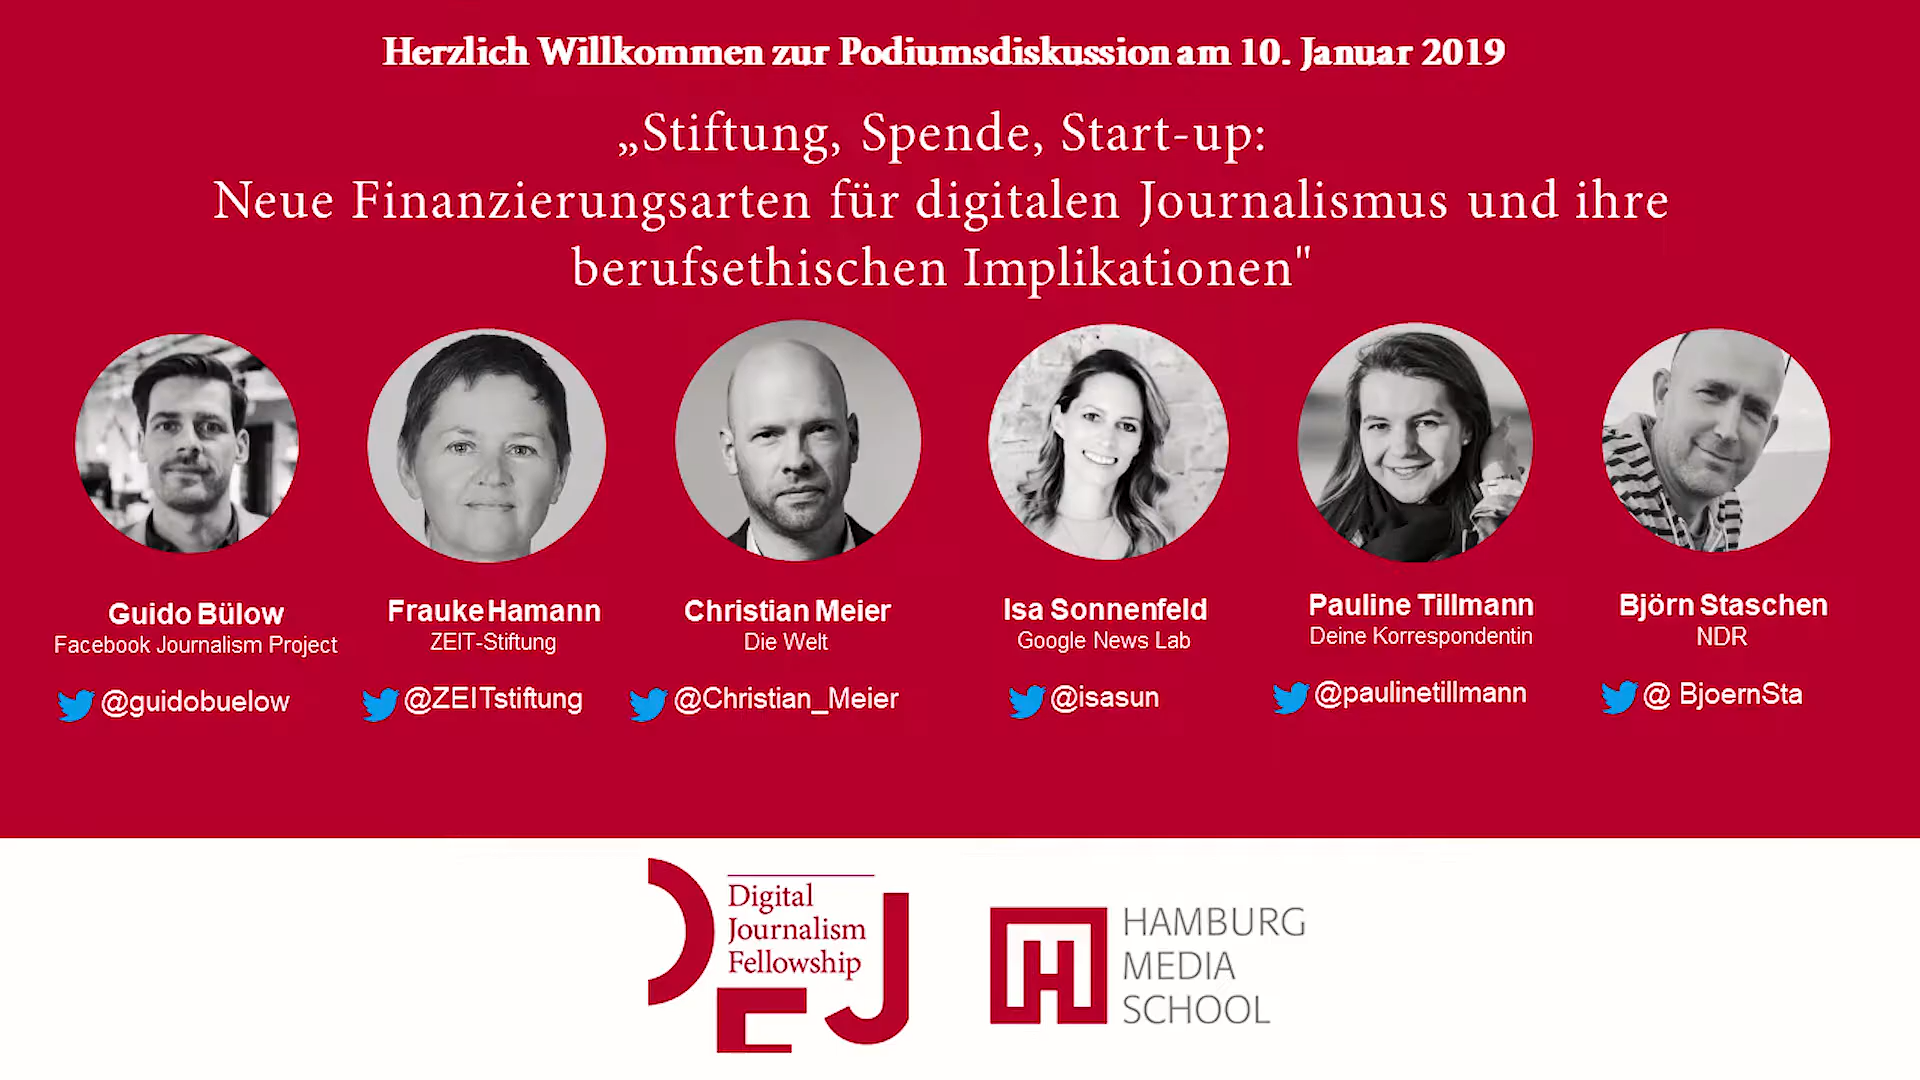 Herzlich Willkommen zur Podiumsdiskussion am 10. Januar 2019
„Stiftung, Spende, Start-up:
Neue Finanzierungsarten für digitalen Journalismus und ihre
berufsethischen Implikationen"
Guido Bülow
Facebook Journalism Project
@guidobuelow
Frauke Hamann
ZEIT-Stiftung
@ZEITstiftung
Christian Meier
Die Welt
@Christian_Meier
Isa Sonnenfeld
Google News Lab
@isasun
Pauline Tillmann
Deine Korrespondentin
@paulinetillmann
Björn Staschen
NDR
@ BjoernSta
Digital
Journalism
Fellowship
DFJ
H
HAMBURG
MEDIA
SCHOOL